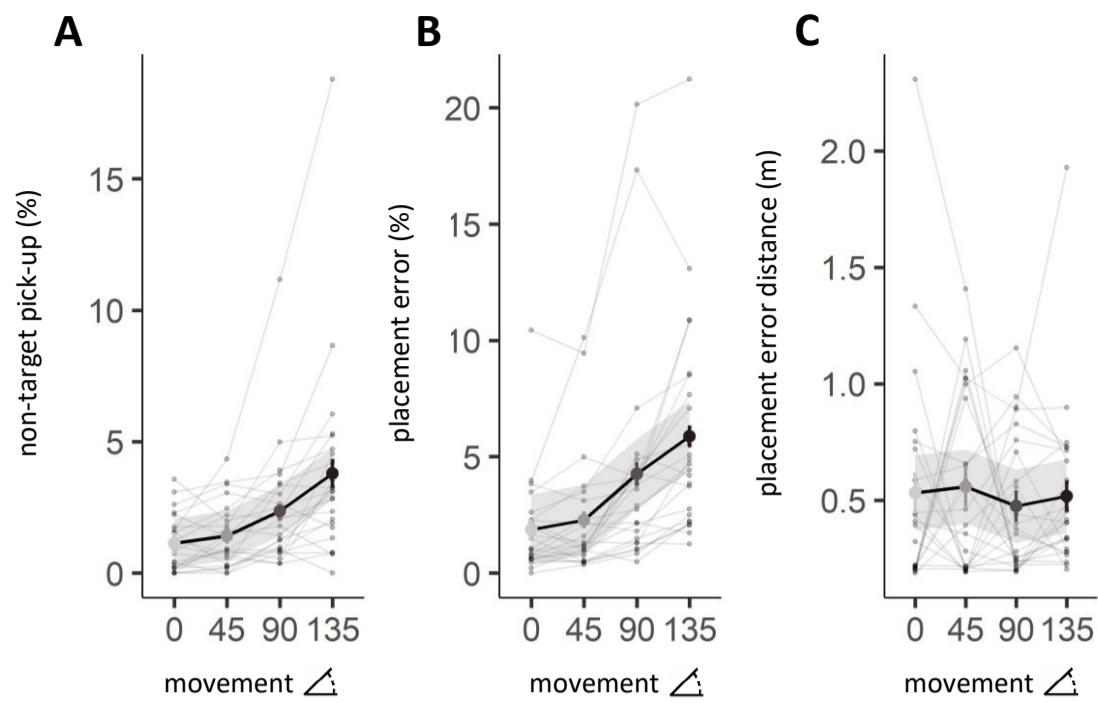 A
non-target pick-up (%)
15
10
5
0
0 45 90 135
movement
B
placement error (%)
20
15
10
5
0
0 45 90 135
movement
C
placement error distance (m)
2.0
1.5
1.0
0.5
0 45 90 135
movement